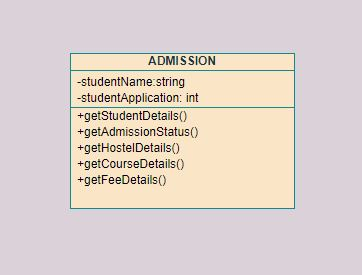 ADMISSION
-studentName:string
-studentApplication: int
+getStudentDetails()
+getAdmissionStatus()
+getHostelDetails()
+getCourseDetails()
+getFeeDetails()